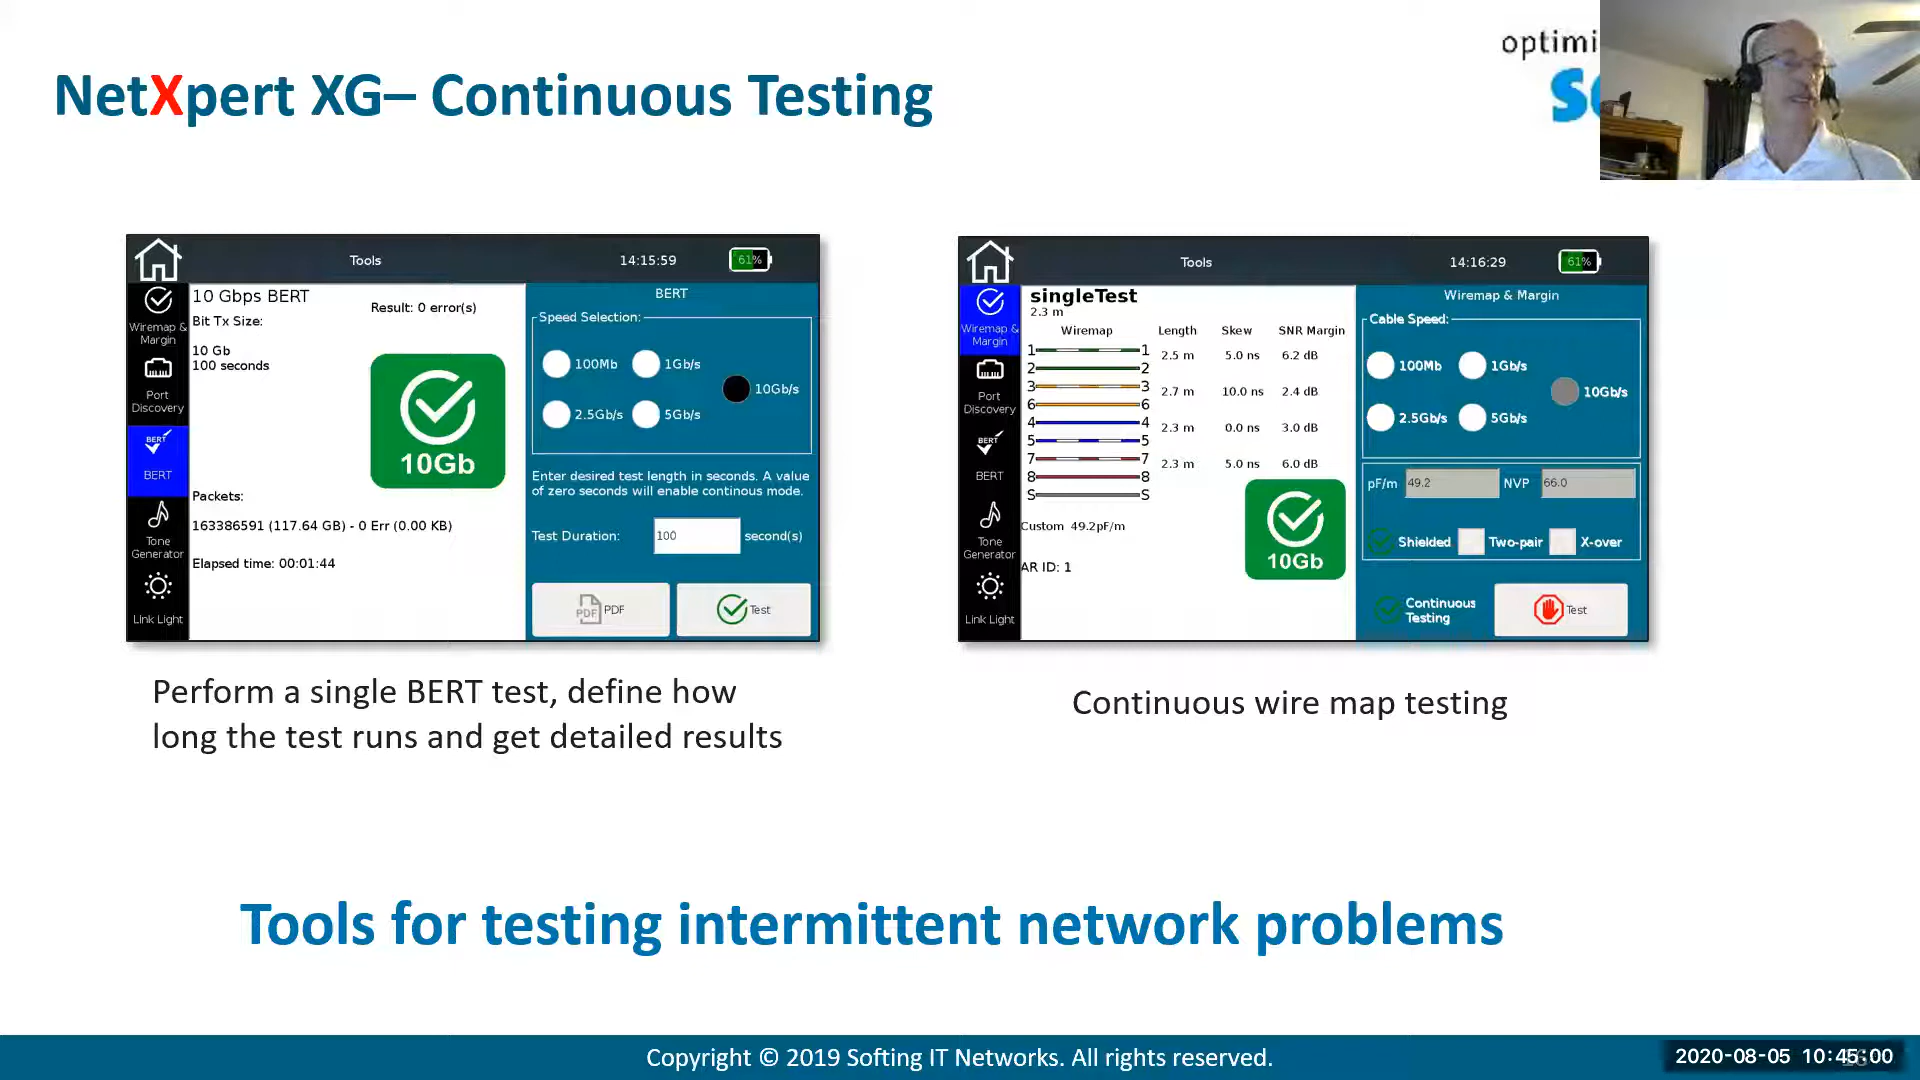 NetXpert XG– Continuous Testing
optimi
Tools
14:15:59
61%
Wiremap &
Margin
Port
Discovery
BERT
BERT
Tone
Generator
Link Light
10 Gbps BERT
Result: 0 error(s)
Bit Tx Size:
10 Gb
100 seconds
10Gb
Packets:
163386591 (117.64 GB) - 0 Err (0.00 KB)
Elapsed time: 00:01:44
BERT
Speed Selection:
100Mb
1Gb/s
10Gb/s
2.5Gb/s
5Gb/s
Enter desired test length in seconds. A value
of zero seconds will enable continous mode.
Test Duration:
100
second(s)
PDF
PDF
Test
Tools
14:16:29
61%
Wiremap &
Margin
Port
Discovery
BERT
BERT
Tone
Generator
Link Light
singleTest
2.3 m
Wiremap Length Skew SNR Margin
1 1 2.5 m 5.0 ns 6.2 dB
2 2
3 3 2.7 m 10.0 ns 2.4 dB
6 6
4 4 2.3 m 0.0 ns 3.0 dB
5 5
7 7 2.3 m 5.0 ns 6.0 dB
8 8
S S
Custom 49.2pF/m
AR ID: 1
10Gb
Wiremap & Margin
Cable Speed:
100Mb
1Gb/s
10Gb/s
2.5Gb/s
5Gb/s
pF/m 49.2 NVP 66.0
Shielded Two-pair X-over
Continuous
Testing
Test
Perform a single BERT test, define how
long the test runs and get detailed results
Continuous wire map testing
Tools for testing intermittent network problems
Copyright © 2019 Softing IT Networks. All rights reserved.
2020-08-05 10:45:00